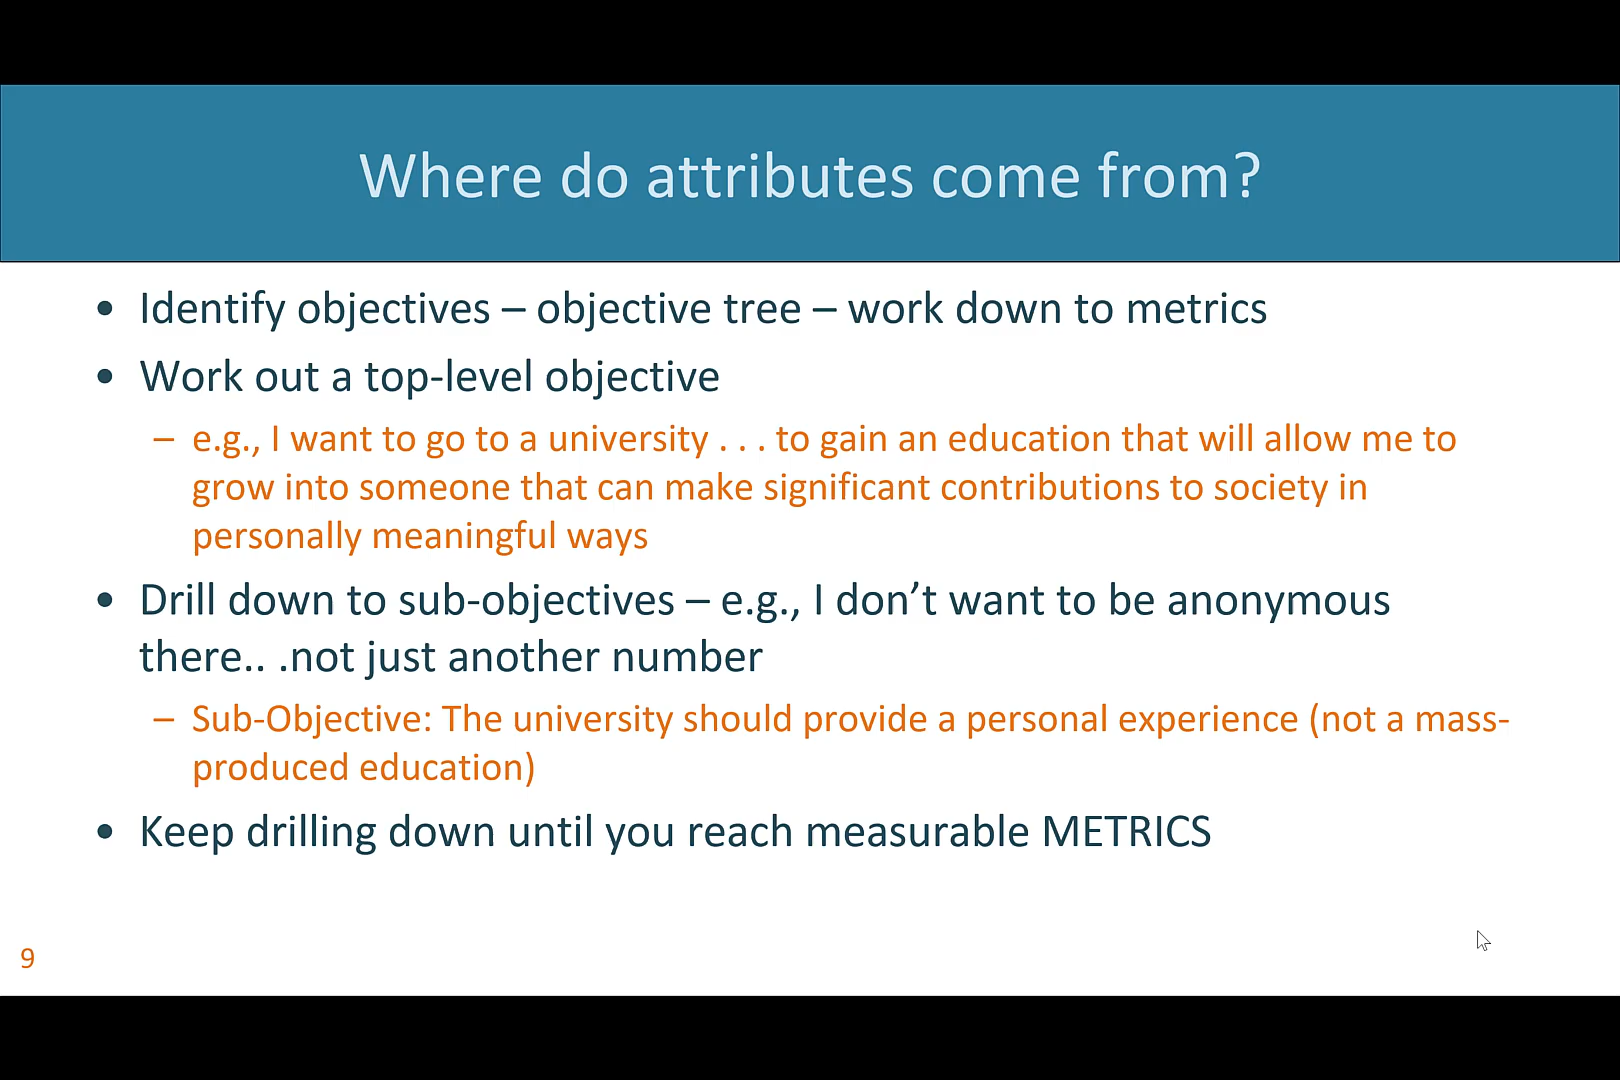 Where do attributes come from?
• Identify objectives – objective tree – work down to metrics
• Work out a top-level objective
– e.g., I want to go to a university . . . to gain an education that will allow me to
grow into someone that can make significant contributions to society in
personally meaningful ways
• Drill down to sub-objectives – e.g., I don’t want to be anonymous
there.. .not just another number
– Sub-Objective: The university should provide a personal experience (not a mass-
produced education)
• Keep drilling down until you reach measurable METRICS
9